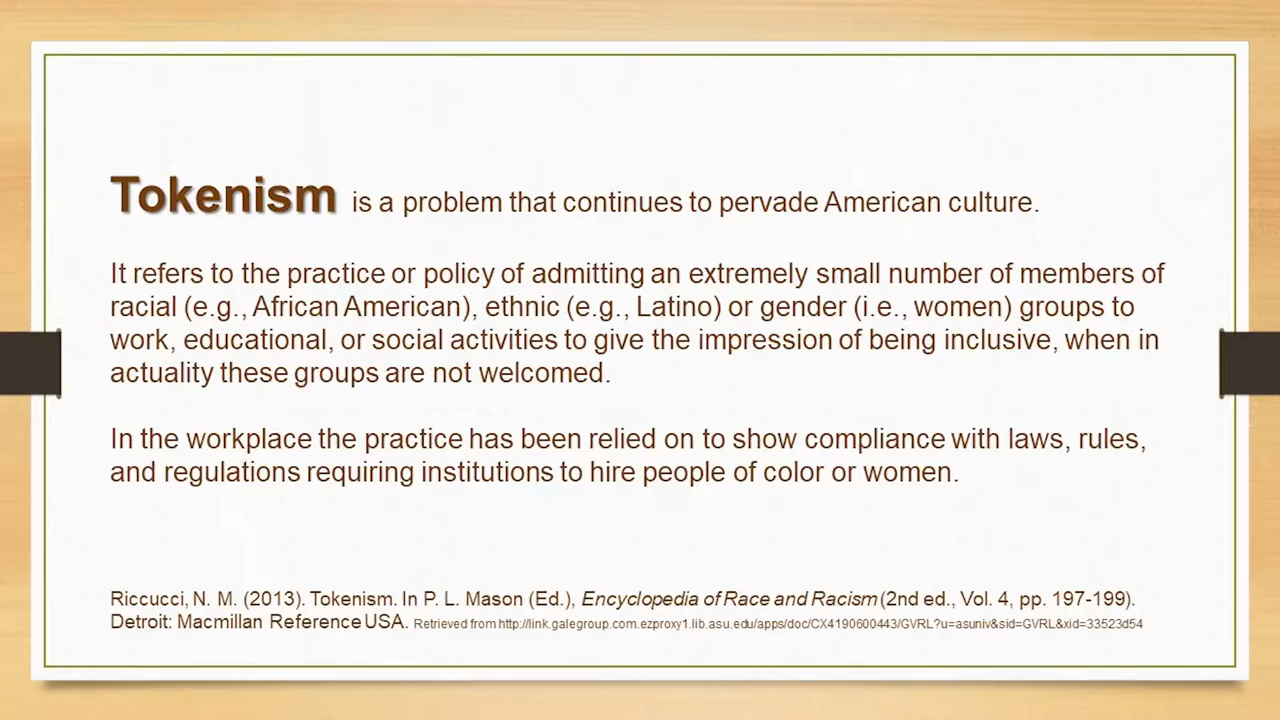 Tokenism is a problem that continues to pervade American culture.
It refers to the practice or policy of admitting an extremely small number of members of
racial (e.g., African American), ethnic (e.g., Latino) or gender (i.e., women) groups to
work, educational, or social activities to give the impression of being inclusive, when in
actuality these groups are not welcomed.
In the workplace the practice has been relied on to show compliance with laws, rules,
and regulations requiring institutions to hire people of color or women.
Riccucci, N. M. (2013). Tokenism. In P. L. Mason (Ed.), Encyclopedia of Race and Racism (2nd ed., Vol. 4, pp. 197-199).
Detroit: Macmillan Reference USA. Retrieved from http://link.galegroup.com.ezproxy1.lib.asu.edu/apps/doc/CX4190600443/GVRL?u=asuniv&sid=GVRL&xid=33523d54